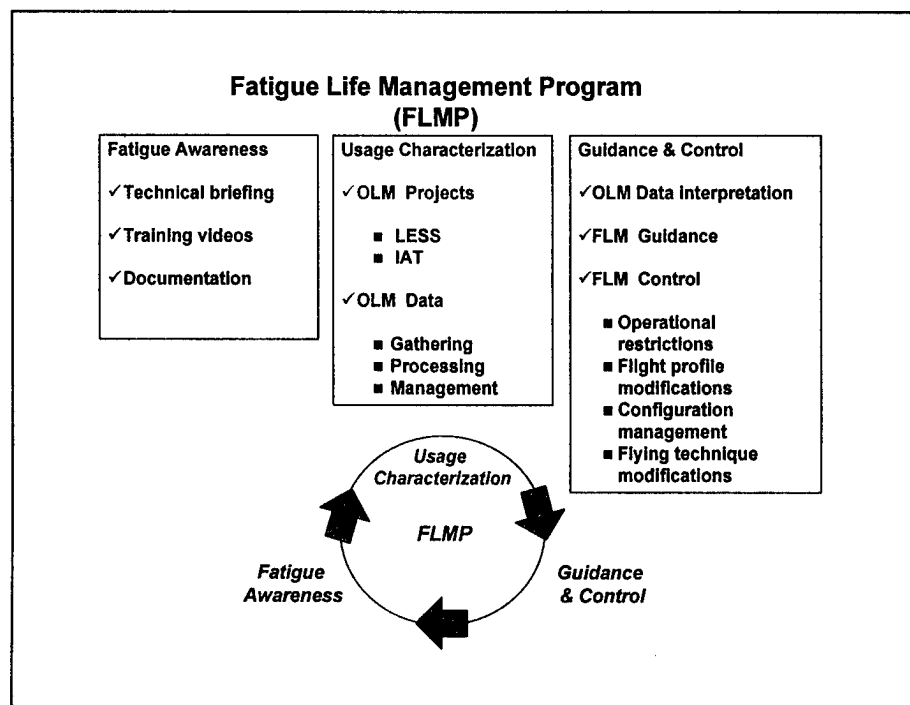 Fatigue Life Management Program
(FLMP)
Fatigue Awareness
✓Technical briefing
✓Training videos
✓Documentation
Usage Characterization
✓OLM Projects
■ LESS
■ IAT
✓OLM Data
■ Gathering
■ Processing
■ Management
Guidance & Control
✓OLM Data interpretation
✓FLM Guidance
✓FLM Control
■ Operational
restrictions
■ Flight profile
modifications
■ Configuration
management
■ Flying technique
modifications
Usage
Characterization
FLMP
Fatigue
Awareness
Guidance
& Control